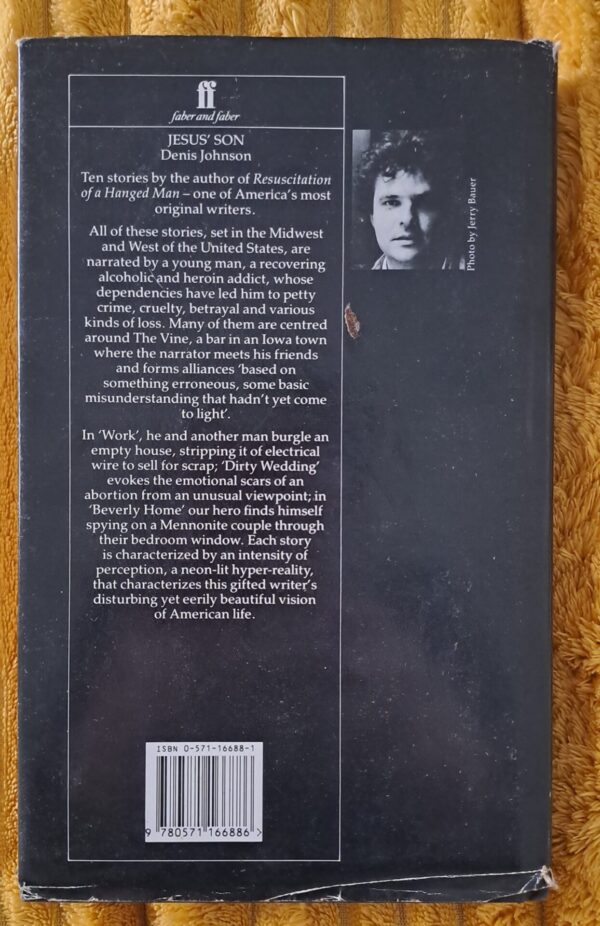 ff
faber and faber
JESUS' SON
Denis Johnson
Ten stories by the author of Resuscitation
of a Hanged Man – one of America's most
original writers.
All of these stories, set in the Midwest
and West of the United States, are
narrated by a young man, a recovering
alcoholic and heroin addict, whose
dependencies have led him to petty
crime, cruelty, betrayal and various
kinds of loss. Many of them are centred
around The Vine, a bar in an Iowa town
where the narrator meets his friends
and forms alliances 'based on
something erroneous, some basic
misunderstanding that hadn't yet come
to light'.
In 'Work', he and another man burgle an
empty house, stripping it of electrical
wire to sell for scrap; 'Dirty Wedding'
evokes the emotional scars of an
abortion from an unusual viewpoint; in
'Beverly Home' our hero finds himself
spying on a Mennonite couple through
their bedroom window. Each story
is characterized by an intensity of
perception, a neon-lit hyper-reality,
that characterizes this gifted writer's
disturbing yet eerily beautiful vision
of American life.
Photo by Jerry Bauer
ISBN 0-571-16688-1
9 780571 166886 >